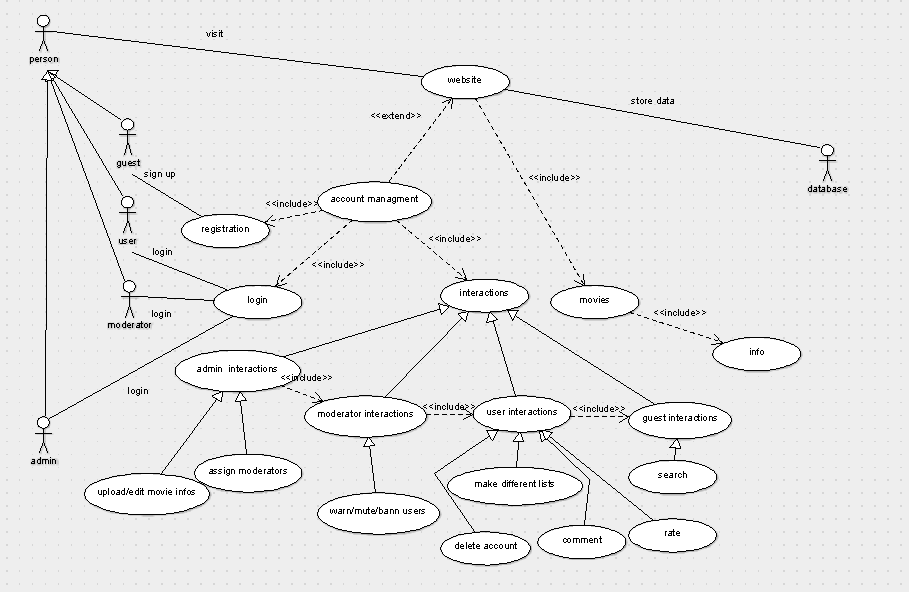 visit
person
website
store data
<<extend>>
guest
sign up
database
<<include>>
account managment
<<include>>
registration
user
<<include>>
login
<<include>>
login
interactions
movies
moderator
login
<<include>>
info
admin interactions
<<include>>
login
moderator interactions
<<include>>
user interactions
<<include>>
guest interactions
admin
upload/edit movie infos
assign moderators
make different lists
search
warn/mute/bann users
delete account
comment
rate